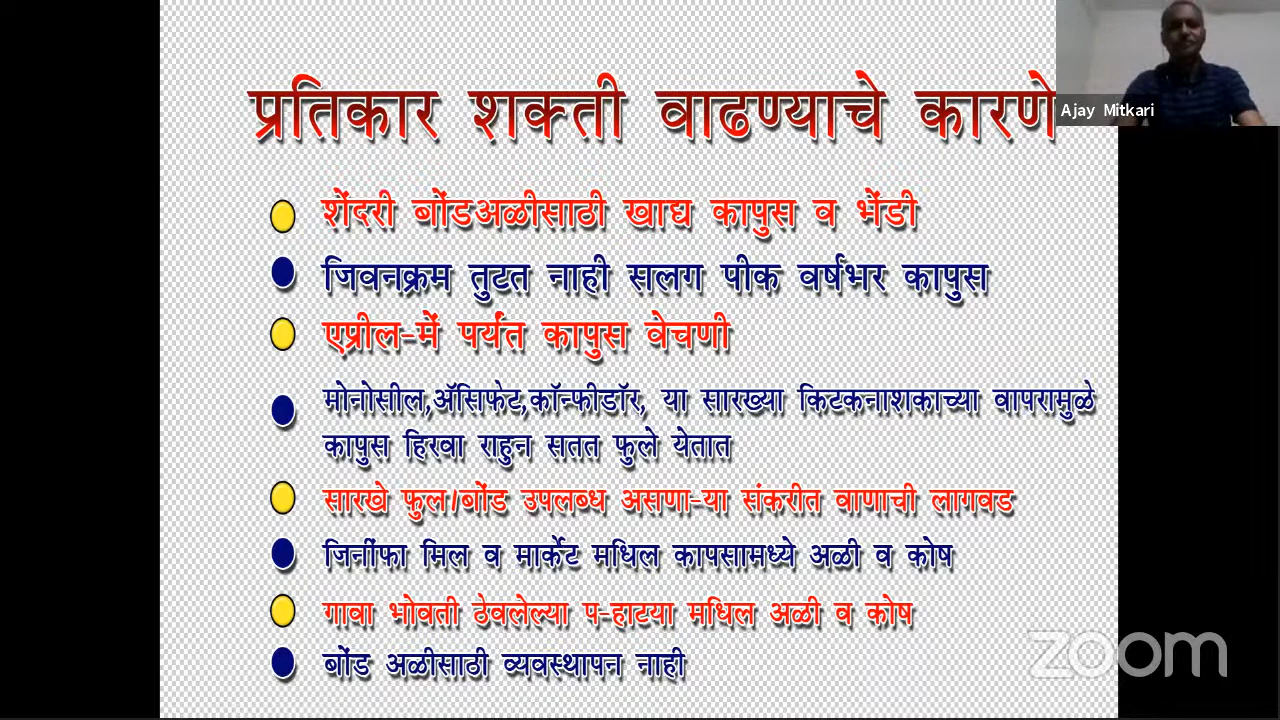 प्रतिकार शक्ती वाढण्याचे कारणे
Ajay Mitkari
शेंदरी बोंडअळीसाठी खाद्य कापुस व भेंडी
जिवनक्रम तुटत नाही सलग पीक वर्षभर कापुस
एप्रील-में पर्यंत कापुस वेचणी
मोनोसील,ॲसिफेट,कॉन्फीडॉर, या सारख्या किटकनाशकाच्या वापरामुळे
कापुस हिरवा राहुन सतत फुले येतात
सारखे फुल/बोंड उपलब्ध असणा-या संकरीत वाणाची लागवड
जिनींफा मिल व मार्केट मधिल कापसामध्ये अळी व कोष
गावा भोवती ठेवलेल्या प-हाटया मधिल अळी व कोष
बोंड अळीसाठी व्यवस्थापन नाही
zoom